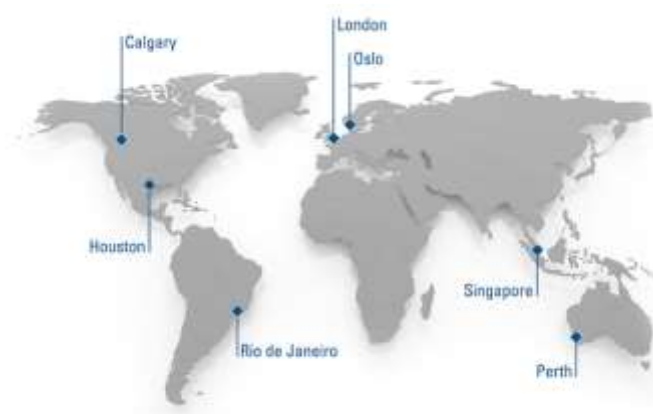 London
Calgary
Oslo
Houston
Singapore
Rio de Janeiro
Perth